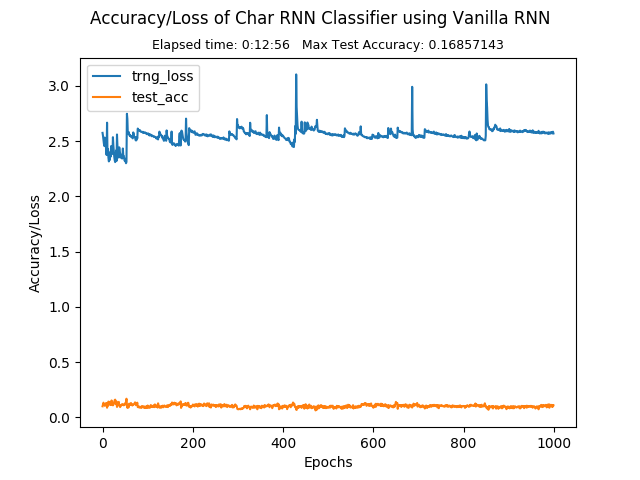 Accuracy/Loss of Char RNN Classifier using Vanilla RNN
Elapsed time: 0:12:56   Max Test Accuracy: 0.16857143
trng_loss
test_acc
3.0
2.5
2.0
1.5
1.0
0.5
0.0
Accuracy/Loss
0 200 400 600 800 1000
Epochs